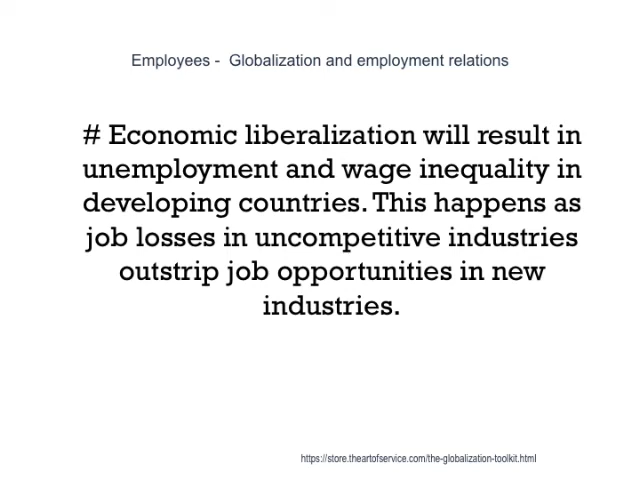 Employees -  Globalization and employment relations
# Economic liberalization will result in
unemployment and wage inequality in
developing countries. This happens as
job losses in uncompetitive industries
outstrip job opportunities in new
industries.
https://store.theartofservice.com/the-globalization-toolkit.html